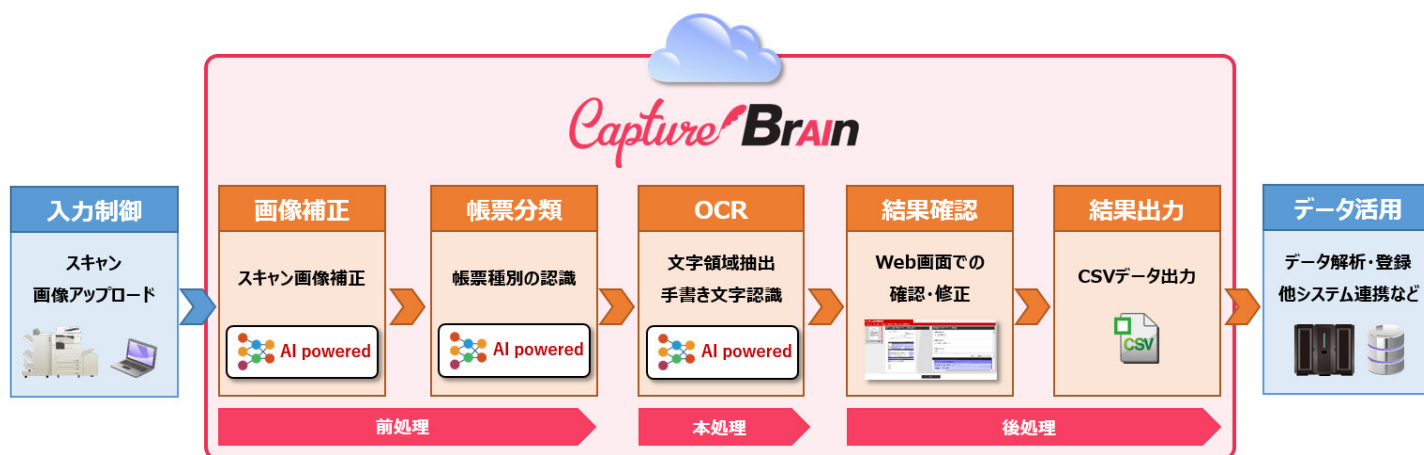 Capture BrAIn
入力制御
スキャン
画像アップロード
画像補正
スキャン画像補正
AI powered
帳票分類
帳票種別の認識
AI powered
OCR
文字領域抽出
手書き文字認識
AI powered
結果確認
Web画面での
確認・修正
結果出力
CSVデータ出力
CSV
データ活用
データ解析・登録
他システム連携など
前処理
本処理
後処理